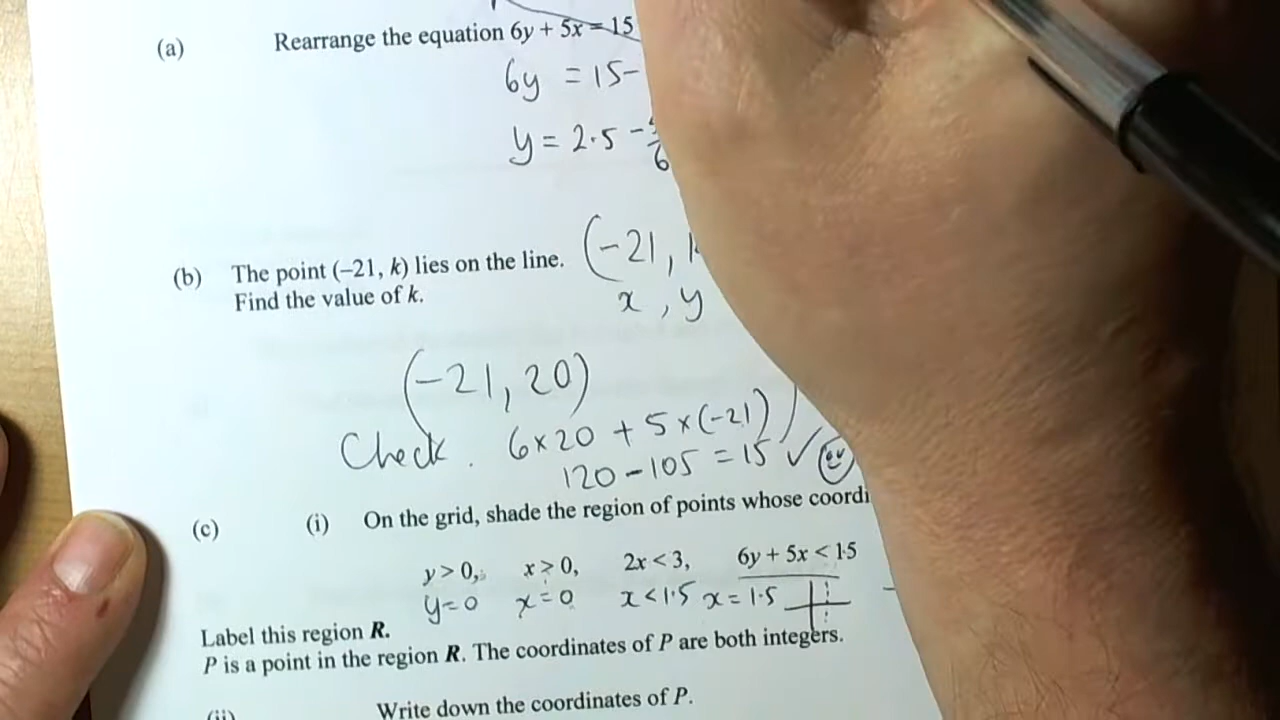 (a) Rearrange the equation 6y + 5x = 15
6y = 15-
y = 2.5 -
6
(b) The point (–21, k) lies on the line. (-21,
Find the value of k.
x , y
(-21, 20)
Check. 6×20 + 5×(-21)
120-105 = 15 ✓
(c) (i) On the grid, shade the region of points whose
y > 0, x > 0, 2x < 3, 6y + 5x < 15
y=0 x=0 x<1.5 x=1.5
Label this region R.
P is a point in the region R. The coordinates of P are both integers.
(ii) Write down the coordinates of P.